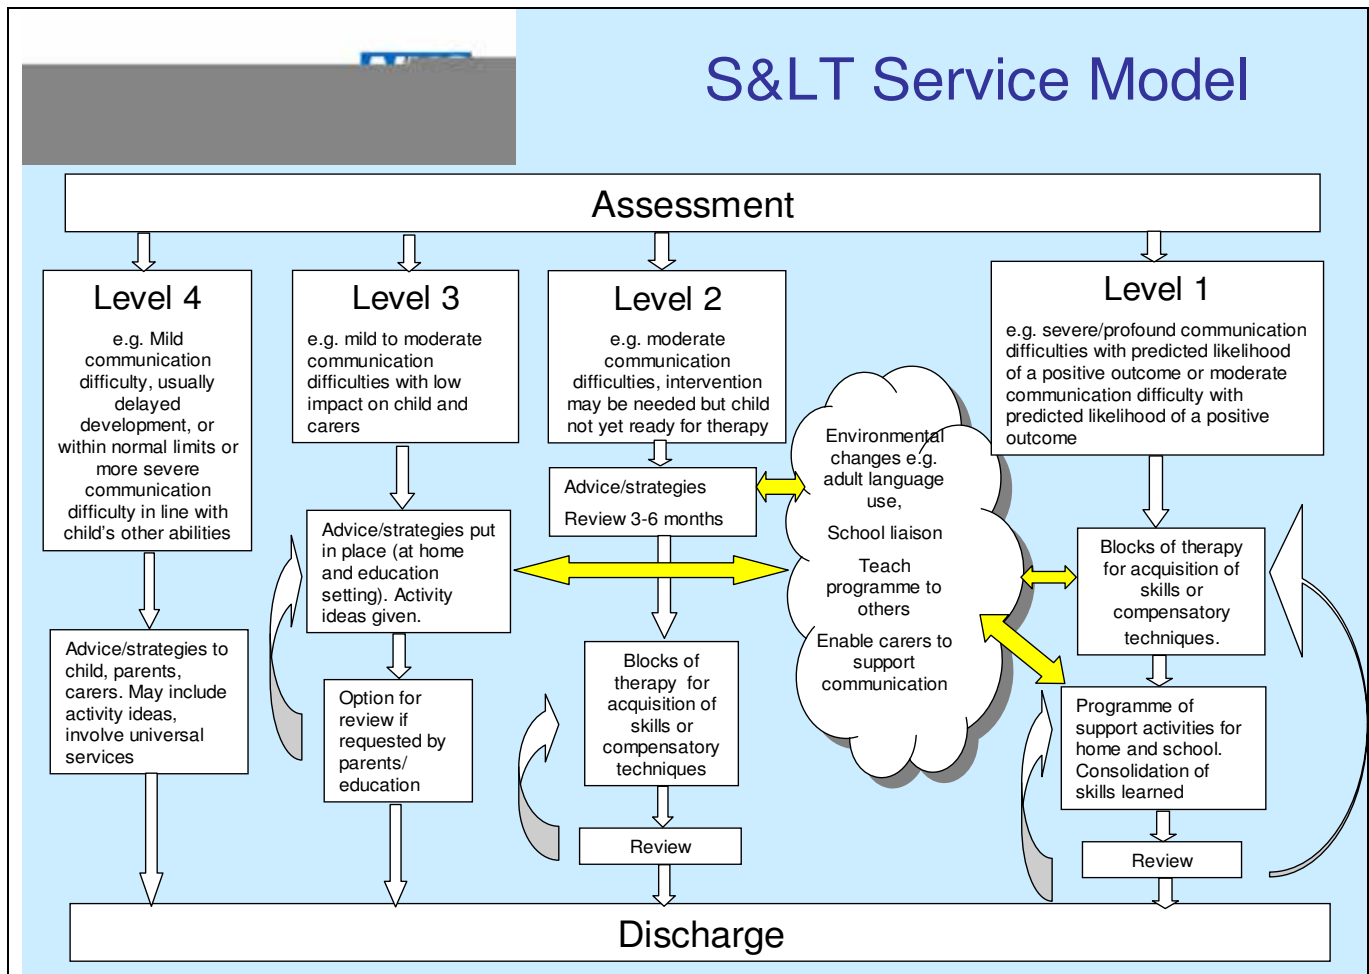 S&LT Service Model
Assessment
Level 4
e.g. Mild
communication
difficulty, usually
delayed
development, or
within normal limits or
more severe
communication
difficulty in line with
child's other abilities
Advice/strategies to
child, parents,
carers. May include
activity ideas,
involve universal
services
Level 3
e.g. mild to moderate
communication
difficulties with low
impact on child and
carers
Advice/strategies put
in place (at home
and education
setting). Activity
ideas given.
Option for
review if
requested by
parents/
education
Level 2
e.g. moderate
communication
difficulties, intervention
may be needed but child
not yet ready for therapy
Advice/strategies
Review 3-6 months
Blocks of
therapy for
acquisition of
skills or
compensatory
techniques
Review
Environmental
changes e.g.
adult language
use,
School liaison
Teach
programme to
others
Enable carers to
support
communication
Level 1
e.g. severe/profound communication
difficulties with predicted likelihood
of a positive outcome or moderate
communication difficulty with
predicted likelihood of a positive
outcome
Blocks of therapy
for acquisition of
skills or
compensatory
techniques.
Programme of
support activities for
home and school.
Consolidation of
skills learned
Review
Discharge